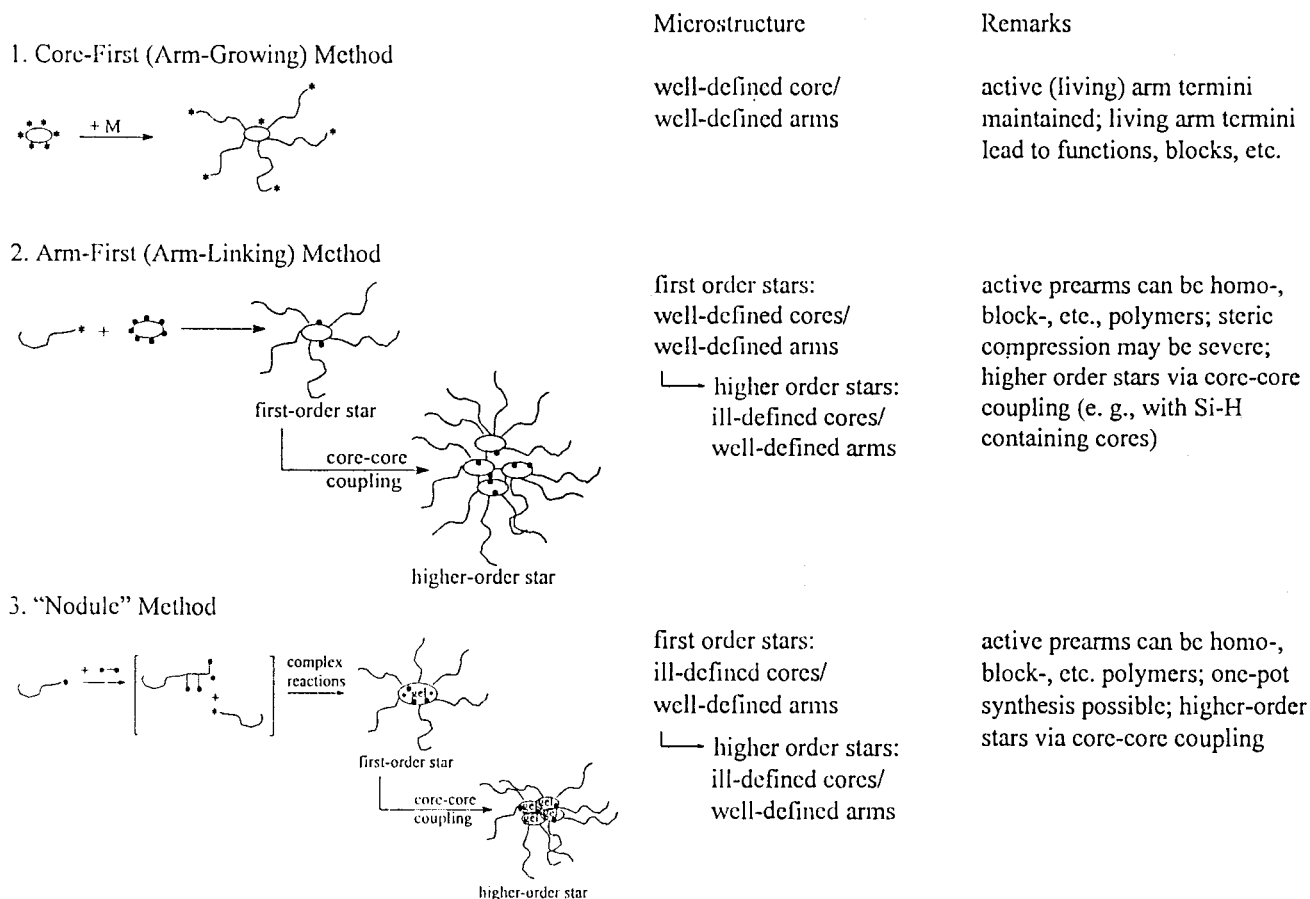 Microstructure
Remarks
1. Core-First (Arm-Growing) Method
+ M
well-defined core/
well-defined arms
active (living) arm termini
maintained; living arm termini
lead to functions, blocks, etc.
2. Arm-First (Arm-Linking) Method
+
first-order star
core-core
coupling
higher-order star
first order stars:
well-defined cores/
well-defined arms
higher order stars:
ill-defined cores/
well-defined arms
active prearms can be homo-,
block-, etc., polymers; steric
compression may be severe;
higher order stars via core-core
coupling (e. g., with Si-H
containing cores)
3. “Nodule” Method
+
+
complex
reactions
gel
first-order star
core-core
coupling
gel
gel
gel
gel
higher-order star
first order stars:
ill-defined cores/
well-defined arms
higher order stars:
ill-defined cores/
well-defined arms
active prearms can be homo-,
block-, etc. polymers; one-pot
synthesis possible; higher-order
stars via core-core coupling